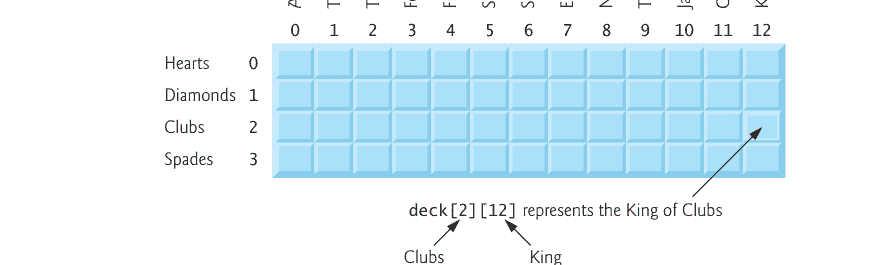 0 1 2 3 4 5 6 7 8 9 10 11 12
Hearts 0
Diamonds 1
Clubs 2
Spades 3
deck[2][12] represents the King of Clubs
Clubs King